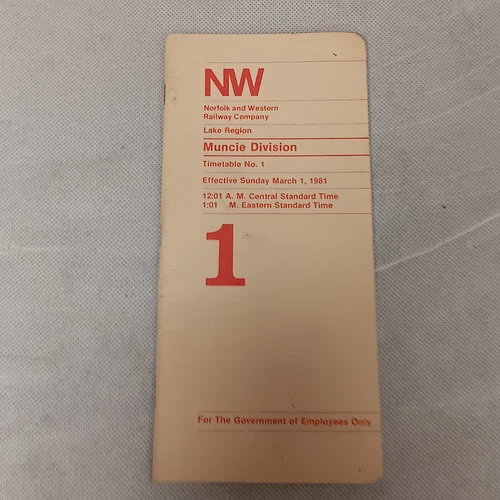 NW
Norfolk and Western
Railway Company
Lake Region
Muncie Division
Timetable No. 1
Effective Sunday March 1, 1981
12:01 A. M. Central Standard Time
1:01 .M. Eastern Standard Time
1
For The Government of Employees Only